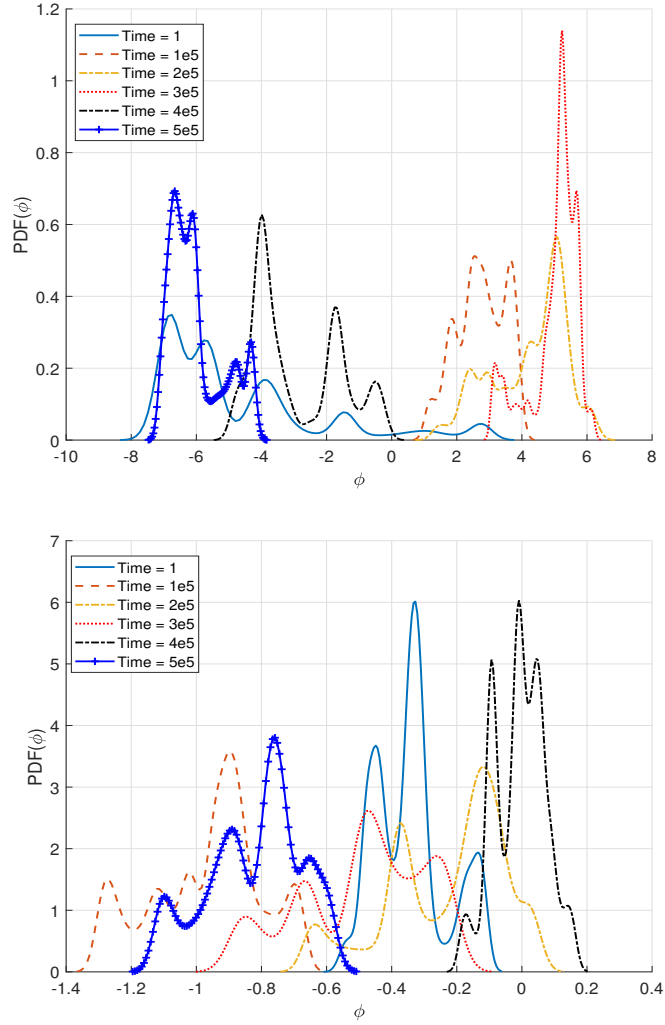 1.2
1
0.8
0.6
0.4
0.2
0
PDF(ϕ)
Time = 1
Time = 1e5
Time = 2e5
Time = 3e5
Time = 4e5
Time = 5e5
-10 -8 -6 -4 -2 0 2 4 6 8
ϕ
7
6
5
4
3
2
1
0
PDF(ϕ)
Time = 1
Time = 1e5
Time = 2e5
Time = 3e5
Time = 4e5
Time = 5e5
-1.4 -1.2 -1 -0.8 -0.6 -0.4 -0.2 0 0.2 0.4
ϕ